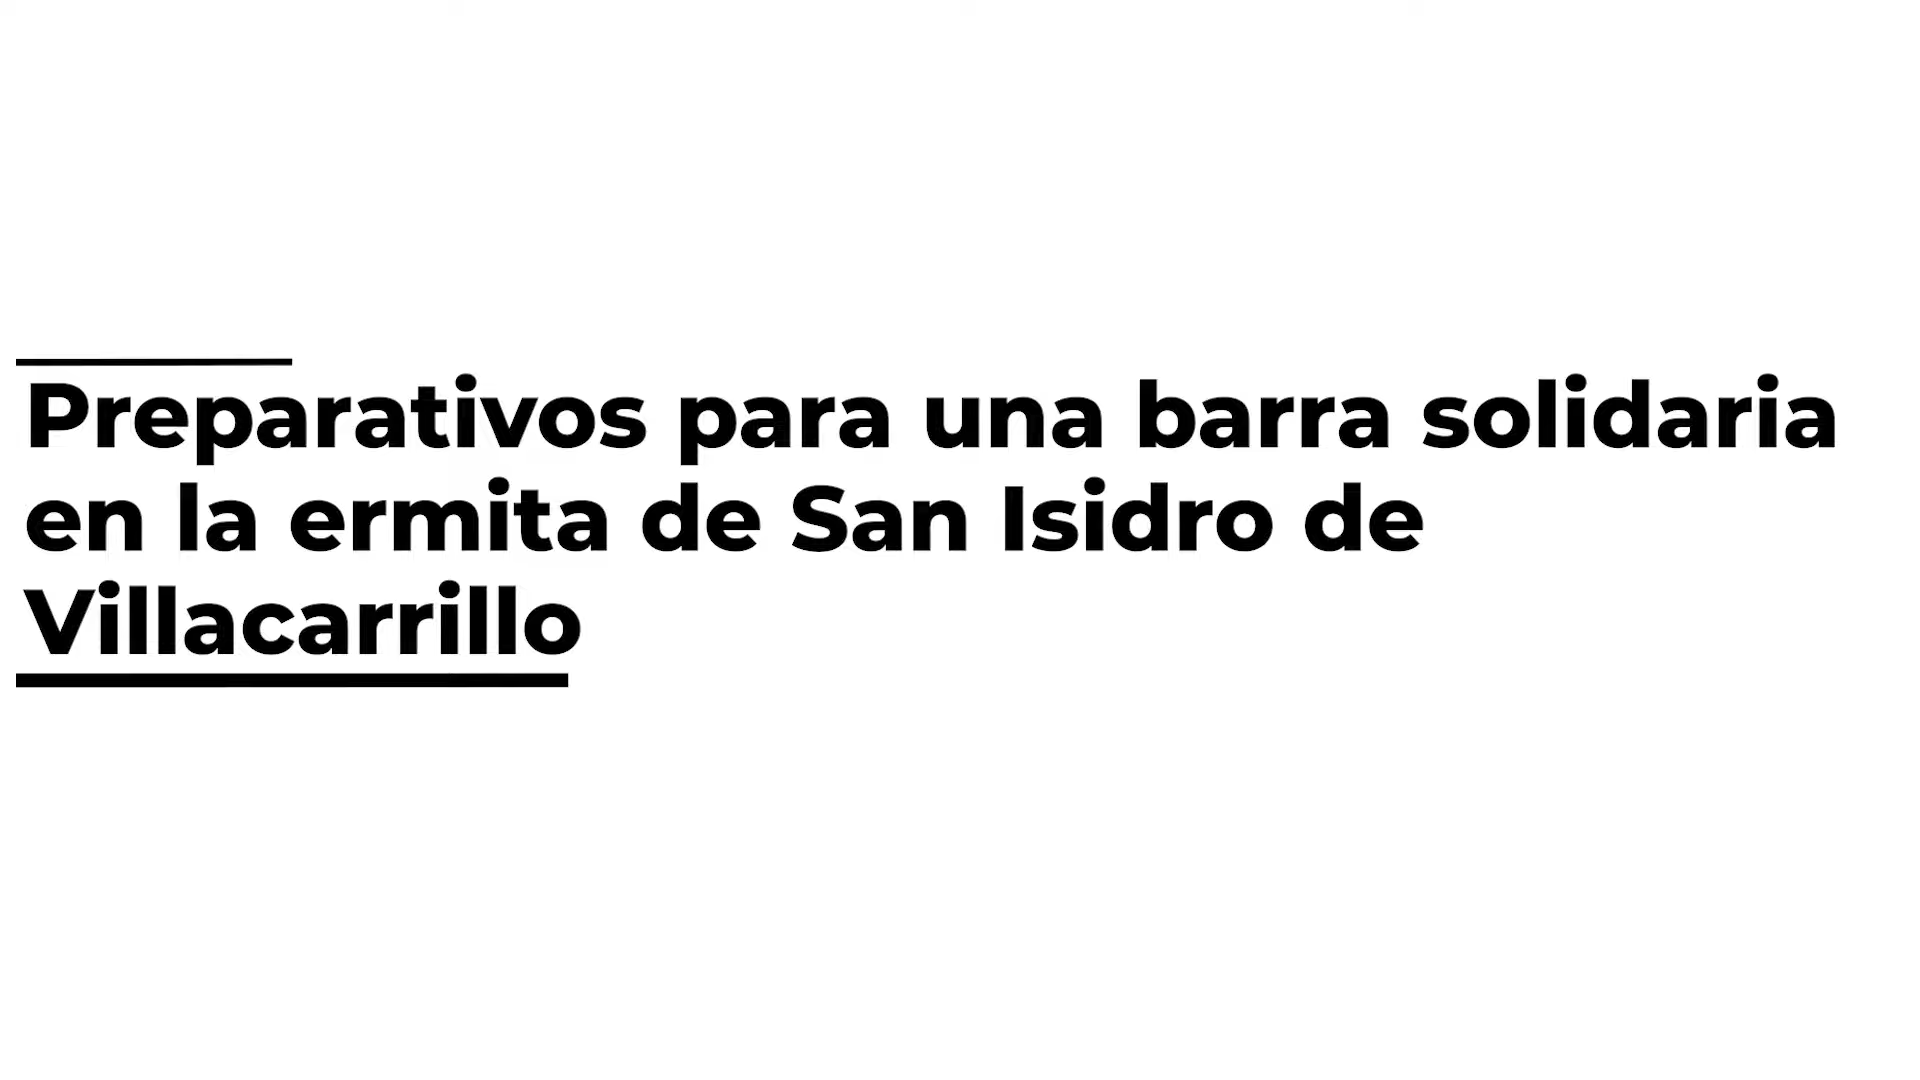 Preparativos para una barra solidaria
en la ermita de San Isidro de
Villacarrillo